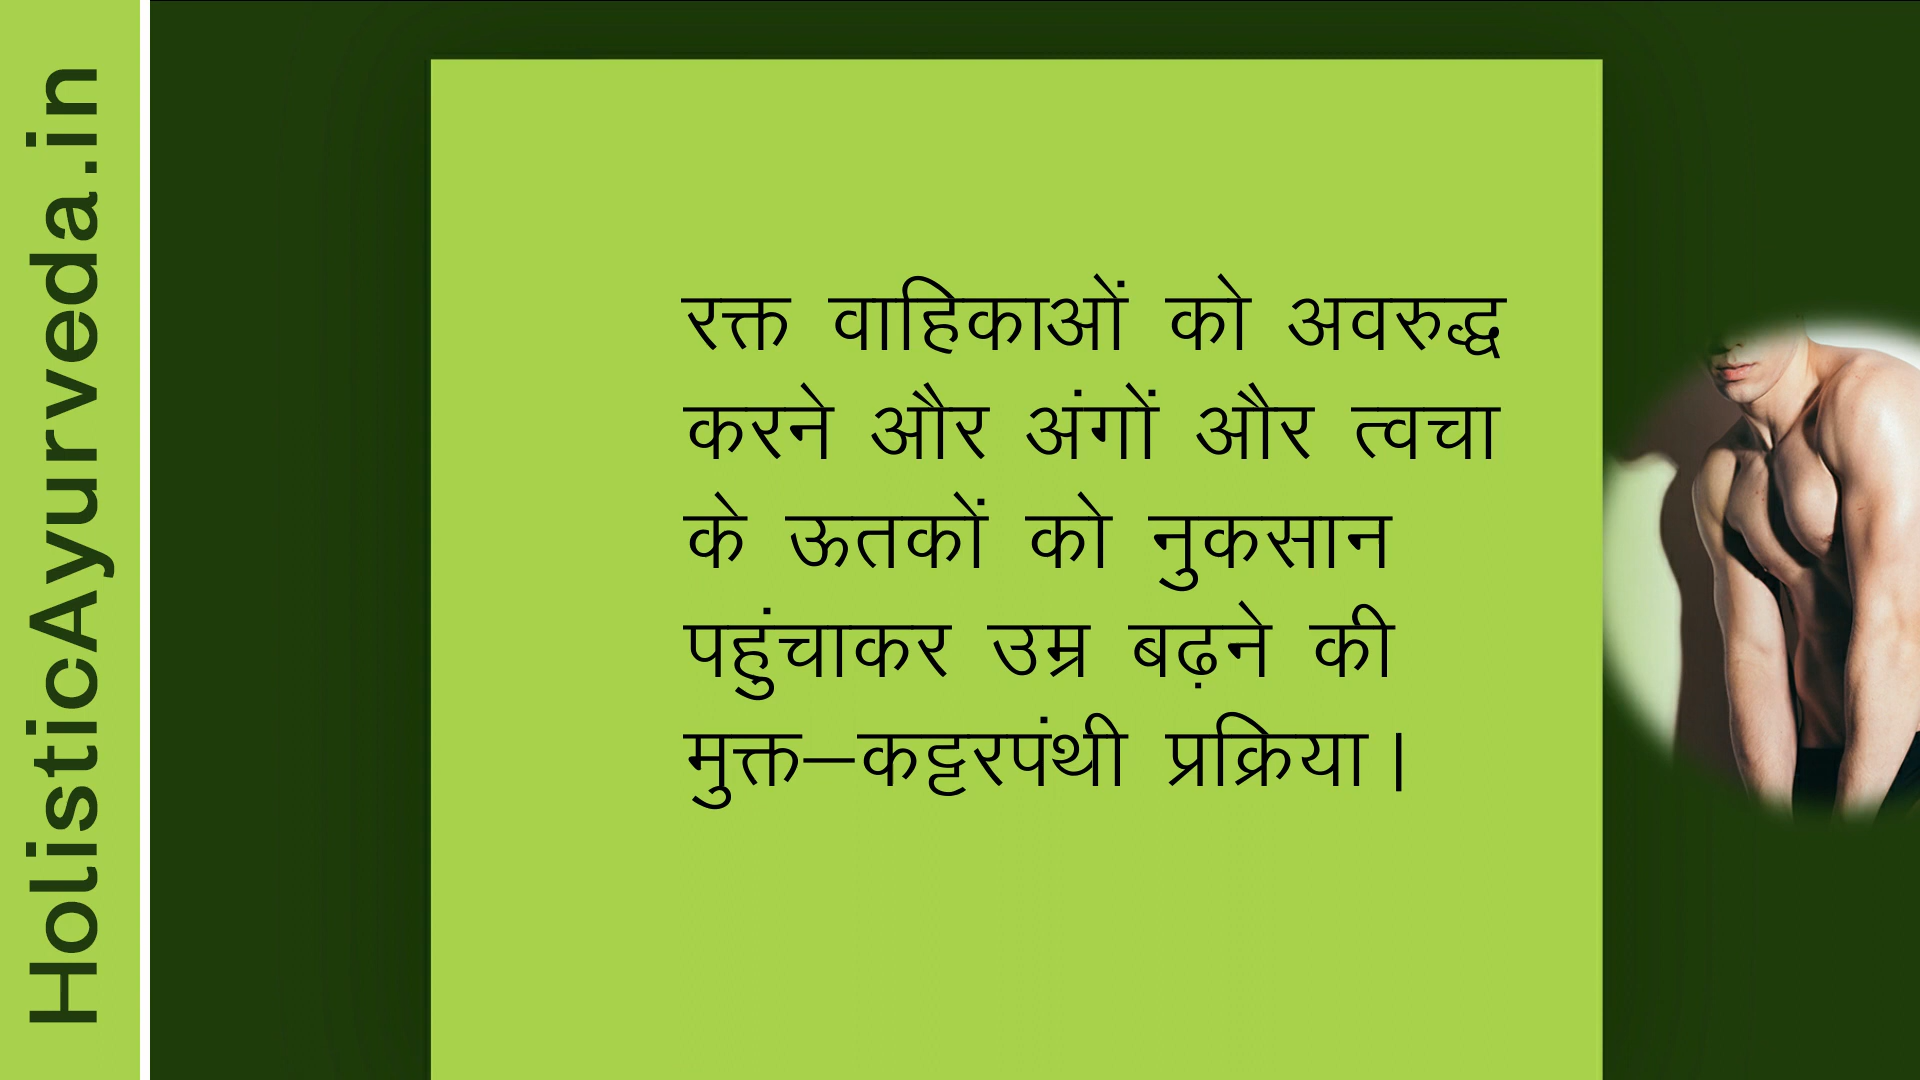 HolisticAyurveda.in
रक्त वाहिकाओं को अवरुद्ध
करने और अंगों और त्वचा
के ऊतकों को नुकसान
पहुंचाकर उम्र बढ़ने की
मुक्त–कट्टरपंथी प्रक्रिया।